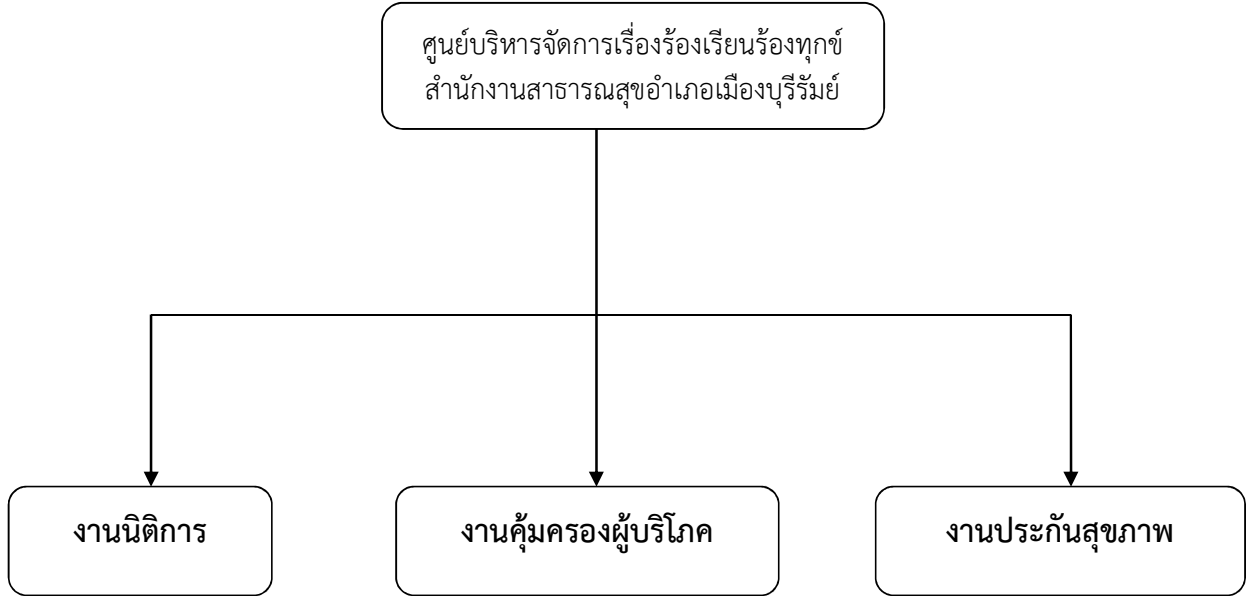 ศูนย์บริหารจัดการเรื่องร้องเรียนร้องทุกข์
สำนักงานสาธารณสุขอำเภอเมืองบุรีรัมย์
งานนิติการ
งานคุ้มครองผู้บริโภค
งานประกันสุขภาพ